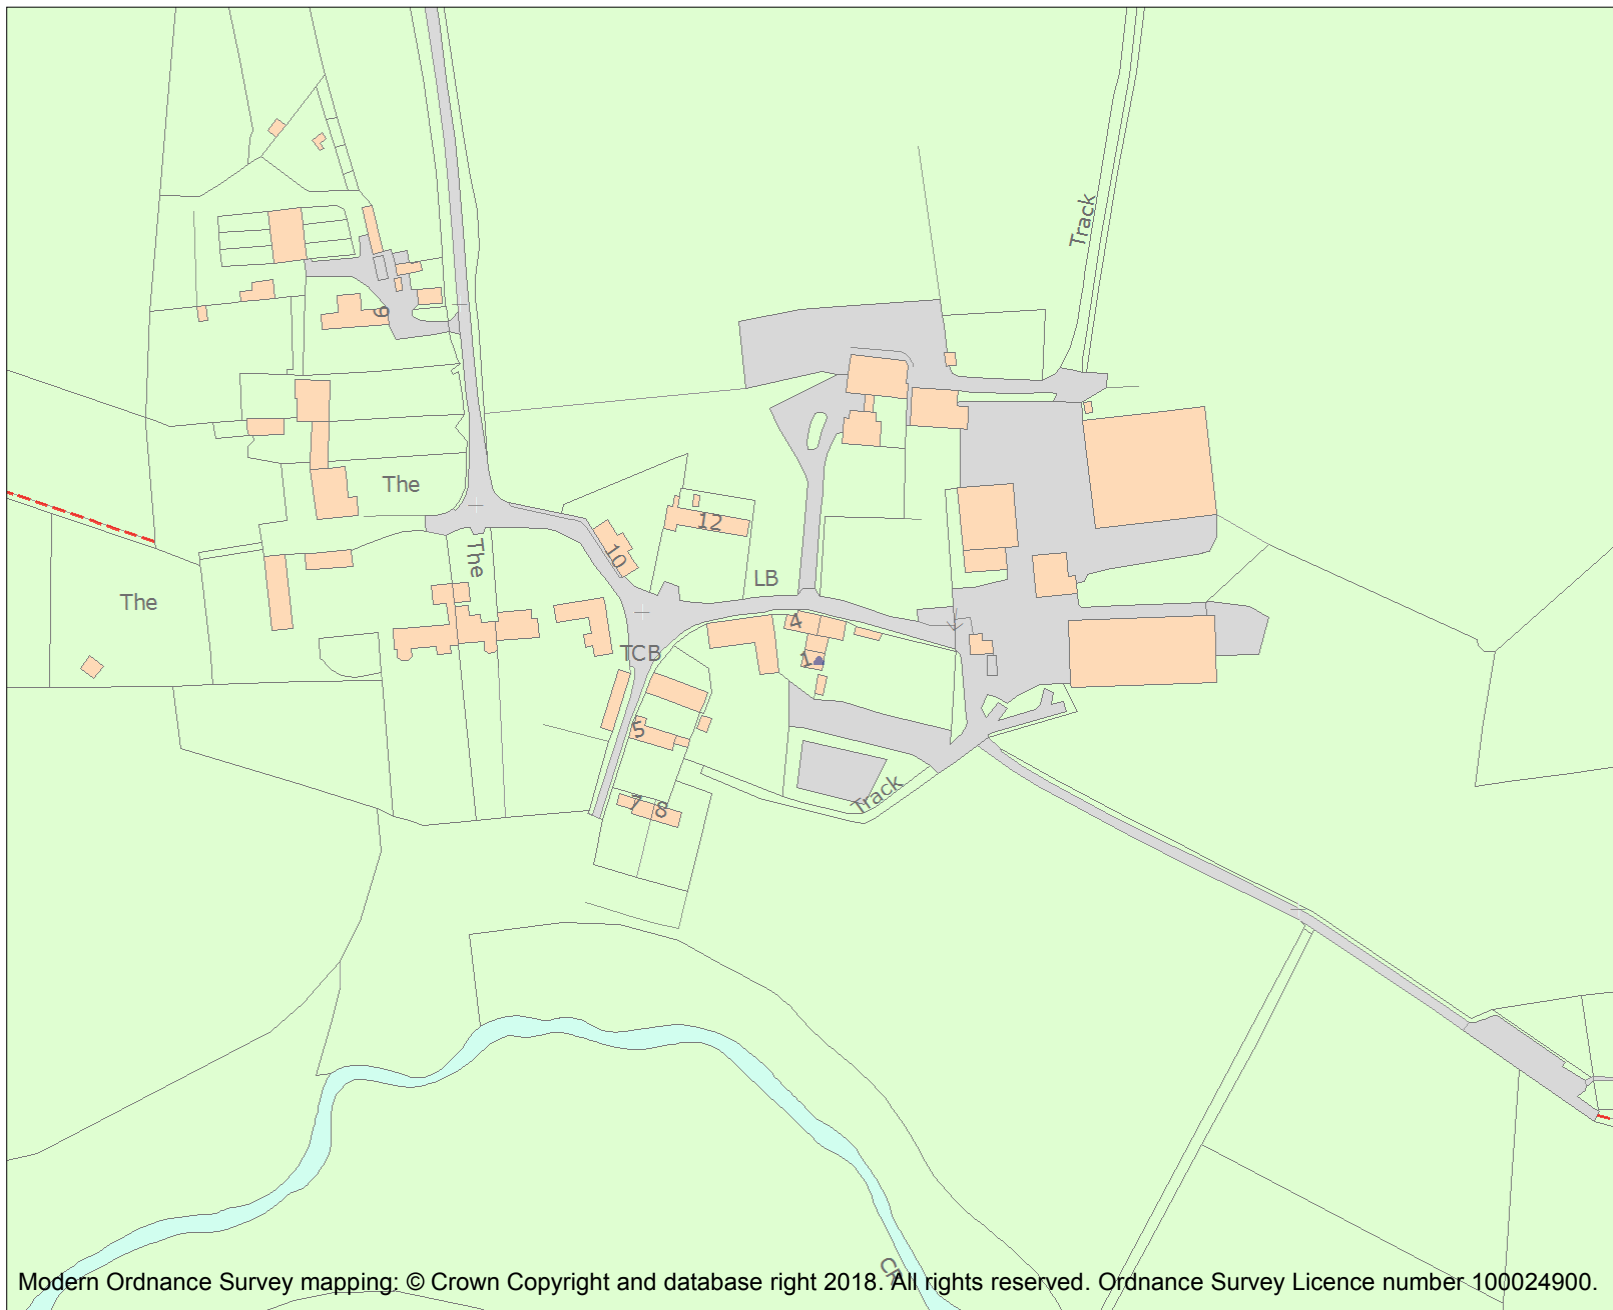 Track
9
The
12
10
The
LB
The
4
TCB
1
5
Track
7
8
CR
Modern Ordnance Survey mapping: © Crown Copyright and database right 2018. All rights reserved. Ordnance Survey Licence number 100024900.